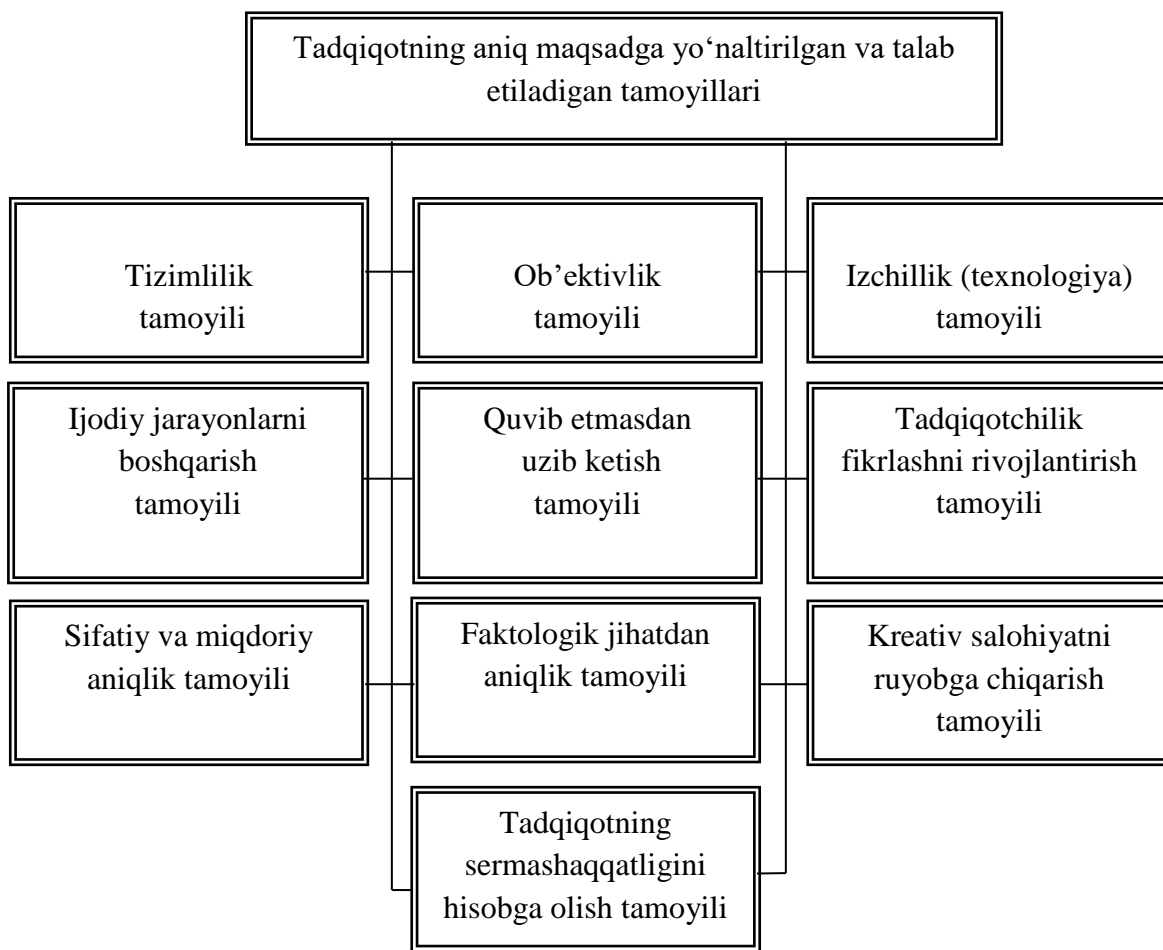 Tadqiqotning aniq maqsadga yo‘naltirilgan va talab
etiladigan tamoyillari
Tizimlilik
tamoyili
Ob’ektivlik
tamoyili
Izchillik (texnologiya)
tamoyili
Ijodiy jarayonlarni
boshqarish
tamoyili
Quvib etmasdan
uzib ketish
tamoyili
Tadqiqotchilik
fikrlashni rivojlantirish
tamoyili
Sifatiy va miqdoriy
aniqlik tamoyili
Faktologik jihatdan
aniqlik tamoyili
Kreativ salohiyatni
ruyobga chiqarish
tamoyili
Tadqiqotning
sermashaqqatligini
hisobga olish tamoyili